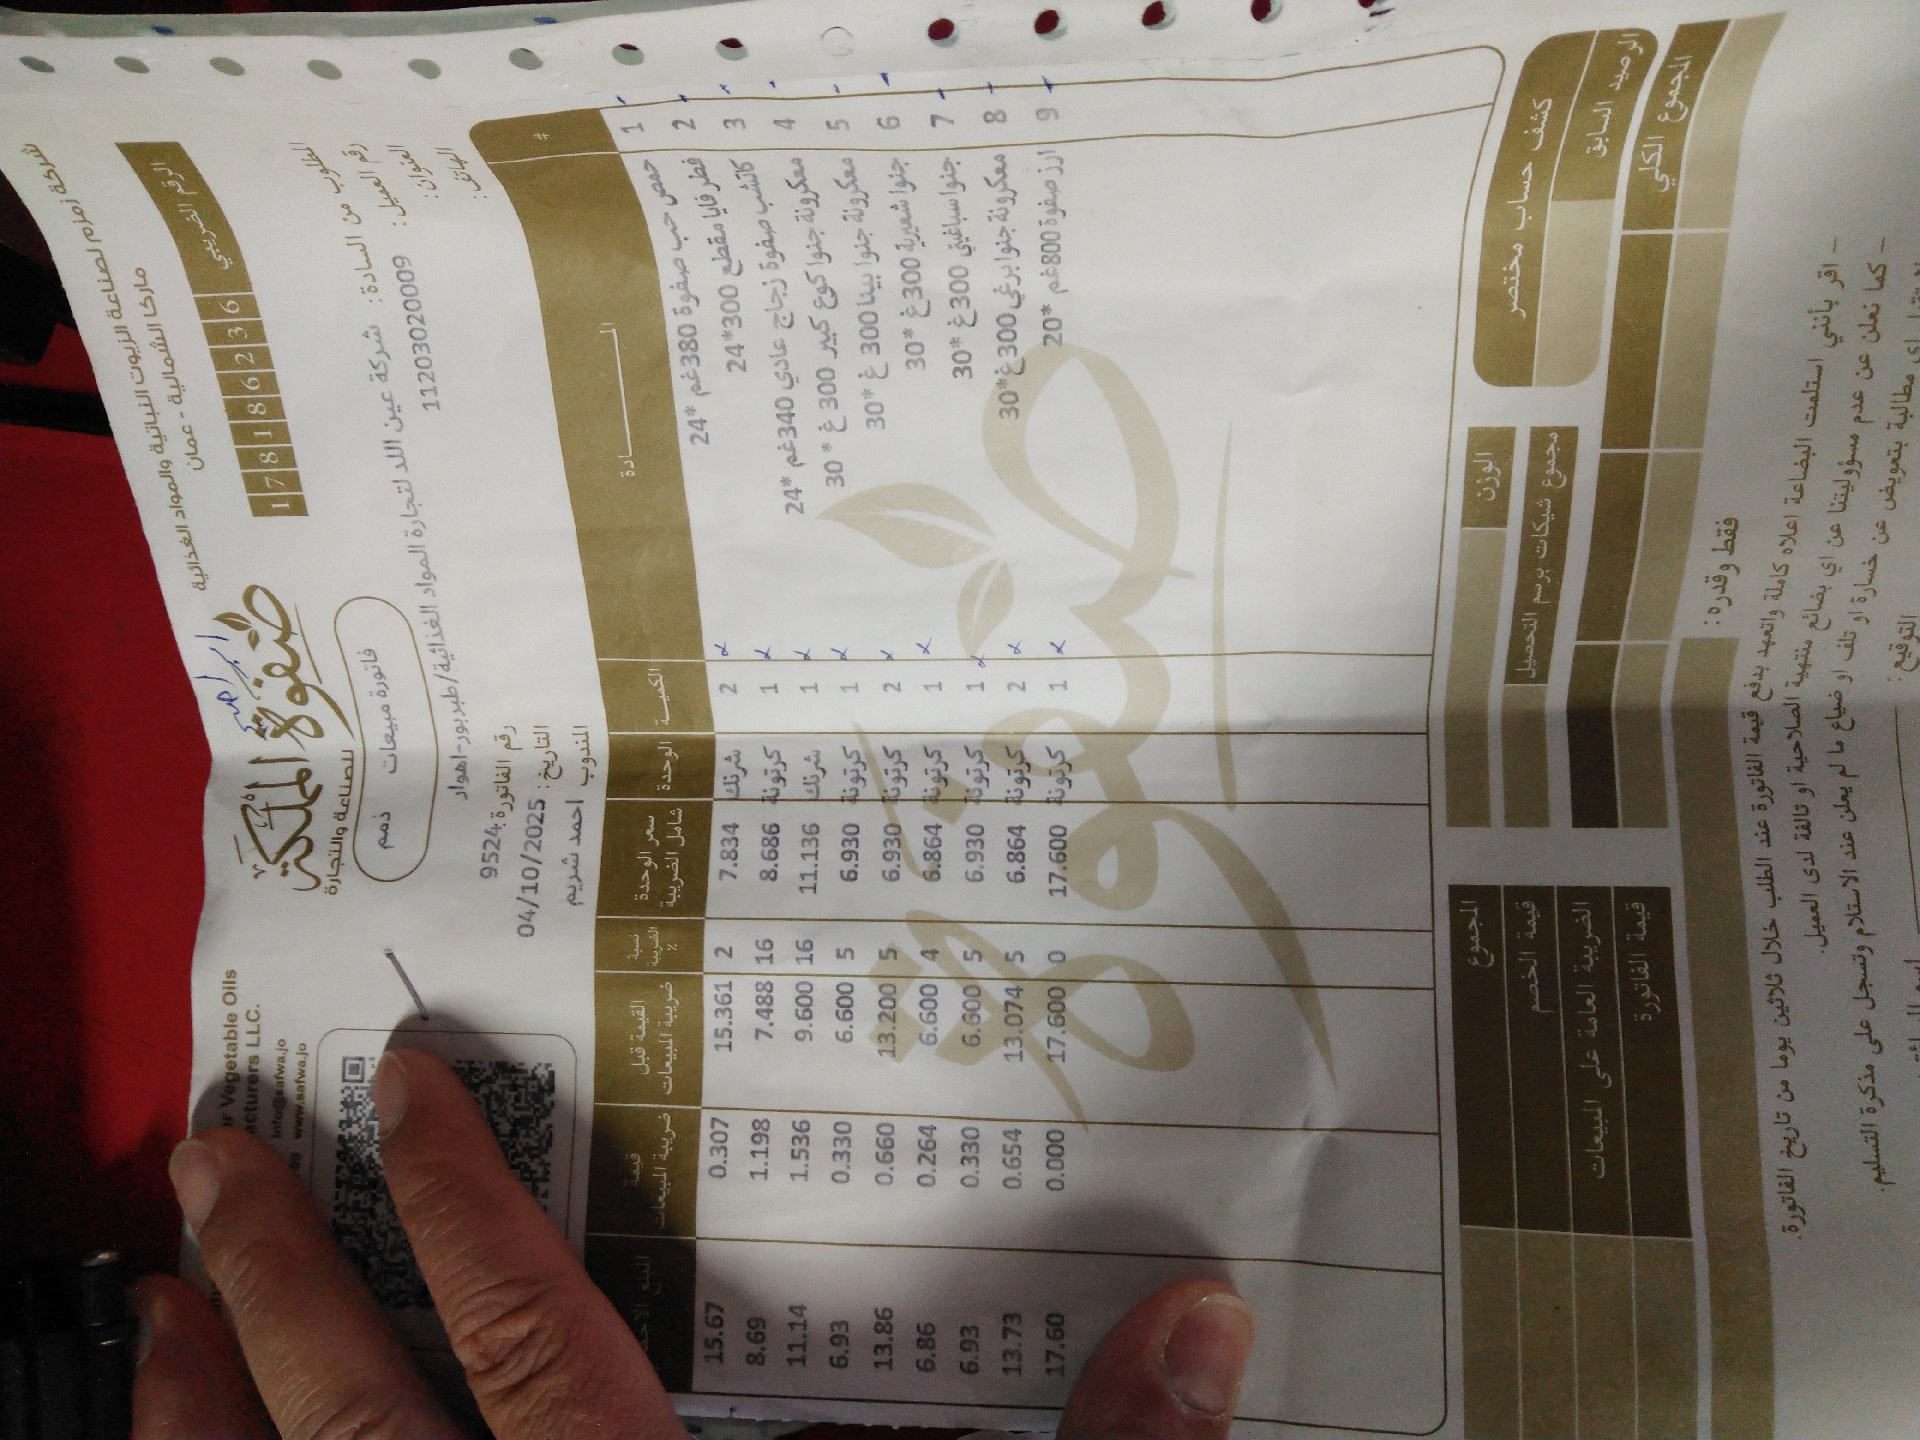 شركة زمزم لصناعة الزيوت النباتية والمواد الغذائية
ماركا الشمالية - عمان
الرقم الضريبي 1 7 8 1 8 6 2 3 6
صفوة المملكة
للصناعة والتجارة
Vegetable Oils
LLC.
info@safwa.jo
www.safwa.jo
فاتورة مبيعات ذمم
المطلوب من السادة: شركة عين اللد لتجارة المواد الغذائية/طبربور-اهواد
رقم العميل: 11203020009
العنوان:
الهاتف:
رقم الفاتورة: 9524
التاريخ: 04/10/2025
المندوب احمد شريم
# المــــادة الكمية الوحدة سعر الوحدة شامل الضريبة نسبة الضريبة % القيمة قبل ضريبة المبيعات قيمة ضريبة المبيعات المبلغ
1 حمص حب صفوة 380غم *24 2 شرنك 7.834 2 15.361 0.307 15.67
2 فطر فايا مقطع 300*24 1 كرتونة 8.686 16 7.488 1.198 8.69
3 كاتشب صفوة زجاج عادي 340غم *24 1 شرنك 11.136 16 9.600 1.536 11.14
4 معكرونة جنوا كوع كبير 300 غ * 30 1 كرتونة 6.930 5 6.600 0.330 6.93
5 معكرونة جنوا بينا 300 غ *30 2 كرتونة 6.930 5 13.200 0.660 13.86
6 جنوا شعيرية 300 غ *30 1 كرتونة 6.864 4 6.600 0.264 6.86
7 جنوا سباغيتي 300 غ *30 1 كرتونة 6.930 5 6.600 0.330 6.93
8 معكرونة جنوا برغي 300 غ *30 2 كرتونة 6.864 5 13.074 0.654 13.73
9 ارز صفوة 800غم *20 1 كرتونة 17.600 0 17.600 0.000 17.60
صفوة
كشف حساب مختصر
الرصيد السابق
المجموع الكلي
الوزن
مجموع شيكات برسم التحصيل
المجموع
قيمة الخصم
الضريبة العامة على المبيعات
قيمة الفاتورة
فقط وقدره:
- اقر بأنني استلمت البضاعة اعلاه كاملة واتعهد بدفع قيمة الفاتورة عند الطلب خلال ثلاثين يوما من تاريخ الفاتورة.
- كما نعلن عن عدم مسؤوليتنا عن اي بضائع منتهية الصلاحية او تالفة لدى العميل.
اي مطالبة بتعويض عن خسارة او تلف او ضياع ما لم يعلن عند الاستلام وتسجل على مذكرة التسليم.
التوقيع: